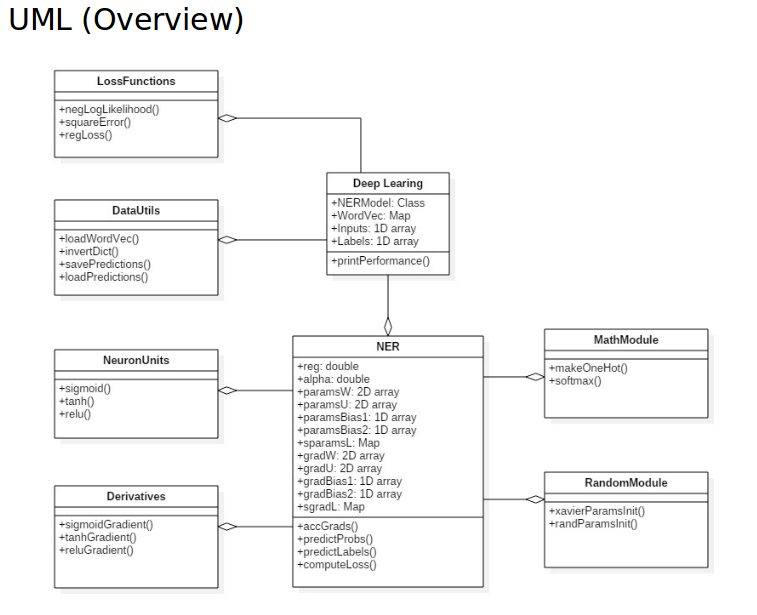 UML (Overview)
LossFunctions
+negLogLikelihood()
+squareError()
+regLoss()
Deep Learing
+NERModel: Class
+WordVec: Map
+Inputs: 1D array
+Labels: 1D array
+printPerformance()
DataUtils
+loadWordVec()
+invertDict()
+savePredictions()
+loadPredictions()
NER
+reg: double
+alpha: double
+paramsW: 2D array
+paramsU: 2D array
+paramsBias1: 1D array
+paramsBias2: 1D array
+sparamsL: Map
+gradW: 2D array
+gradU: 2D array
+gradBias1: 1D array
+gradBias2: 1D array
+sgradL: Map
+accGrads()
+predictProbs()
+predictLabels()
+computeLoss()
MathModule
+makeOneHot()
+softmax()
NeuronUnits
+sigmoid()
+tanh()
+relu()
RandomModule
+xavierParamsInit()
+randParamsInit()
Derivatives
+sigmoidGradient()
+tanhGradient()
+reluGradient()